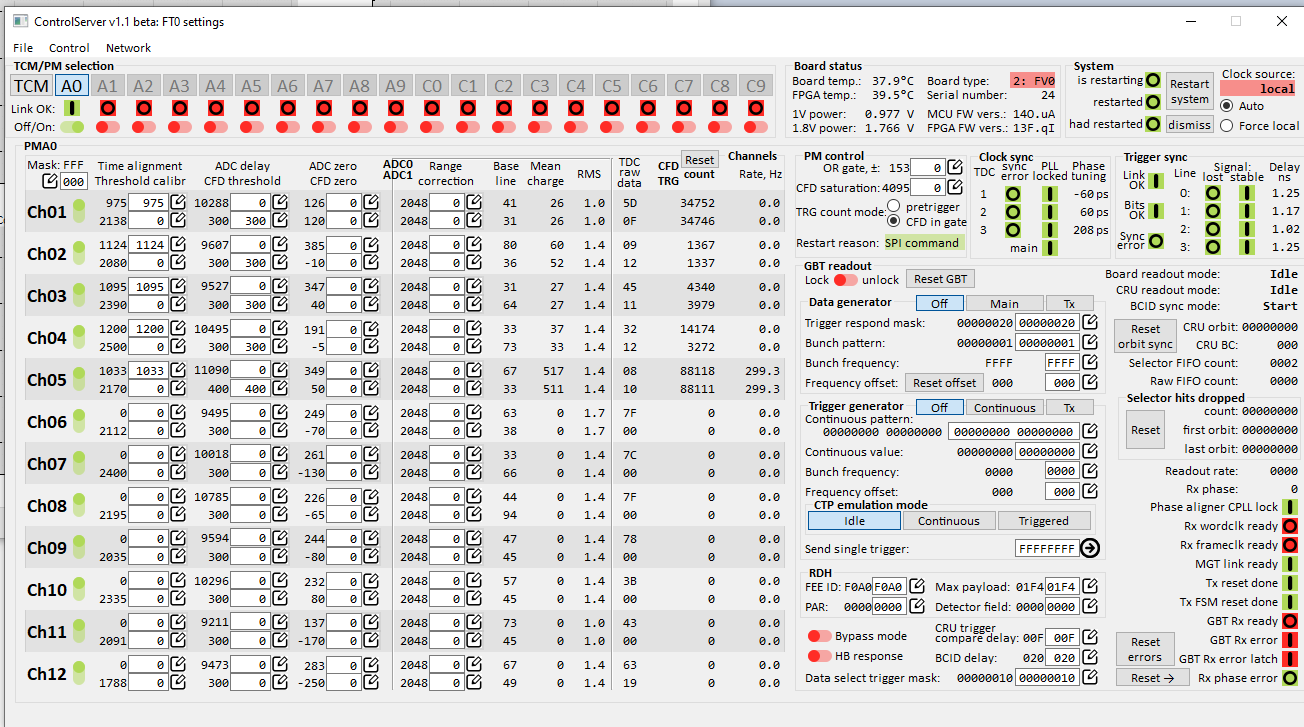 ControlServer v1.1 beta: FT0 settings
File Control Network
TCM/PM selection
TCM A0 A1 A2 A3 A4 A5 A6 A7 A8 A9 C0 C1 C2 C3 C4 C5 C6 C7 C8 C9
Link OK:
Off/On:
Board status
Board temp.: 37.9°C Board type: 2: FV0
FPGA temp.: 39.5°C Serial number: 24
1V power: 0.977 V MCU FW vers.: 140.uA
1.8V power: 1.766 V FPGA FW vers.: 13F.qI
System
is restarting
restarted
had restarted
Restart system
dismiss
Clock source:
local
Auto
Force local
PMA0
Mask: FFF
000
Time alignment ADC delay ADC zero ADC0 Range Base Mean RMS TDC CFD Reset Channels
Threshold calibr CFD threshold CFD zero ADC1 correction line charge raw data TRG count Rate, Hz
Ch01
975 975 10288 0 126 0 2048 0 41 26 1.0 5D 34752 0.0
2138 0 300 300 120 0 2048 0 31 26 1.0 0F 34746 0.0
Ch02
1124 1124 9607 0 385 0 2048 0 80 60 1.4 09 1367 0.0
2080 0 300 300 -10 0 2048 0 36 52 1.4 12 1337 0.0
Ch03
1095 1095 9527 0 347 0 2048 0 31 27 1.4 45 4340 0.0
2390 0 300 300 40 0 2048 0 64 27 1.4 11 3979 0.0
Ch04
1200 1200 10495 0 191 0 2048 0 33 37 1.4 32 14174 0.0
2500 0 300 300 -5 0 2048 0 73 33 1.4 12 3272 0.0
Ch05
1033 1033 11090 0 349 0 2048 0 67 517 1.4 08 88118 299.3
2170 0 400 400 50 0 2048 0 33 511 1.4 10 88111 299.3
Ch06
0 0 9495 0 249 0 2048 0 63 0 1.7 7F 0 0.0
2112 0 300 0 -70 0 2048 0 38 0 1.7 00 0 0.0
Ch07
0 0 10018 0 261 0 2048 0 33 0 1.4 7C 0 0.0
2400 0 300 0 -130 0 2048 0 66 0 1.4 00 0 0.0
Ch08
0 0 10785 0 226 0 2048 0 44 0 1.4 7F 0 0.0
2195 0 300 0 -65 0 2048 0 94 0 1.4 00 0 0.0
Ch09
0 0 9594 0 244 0 2048 0 47 0 1.4 78 0 0.0
2035 0 300 0 -80 0 2048 0 45 0 1.4 00 0 0.0
Ch10
0 0 10296 0 232 0 2048 0 57 0 1.4 3B 0 0.0
2335 0 300 0 80 0 2048 0 45 0 1.4 00 0 0.0
Ch11
0 0 9211 0 137 0 2048 0 73 0 1.0 43 0 0.0
2091 0 300 0 -170 0 2048 0 45 0 1.0 00 0 0.0
Ch12
0 0 9473 0 283 0 2048 0 67 0 1.4 63 0 0.0
1788 0 300 0 -250 0 2048 0 49 0 1.4 19 0 0.0
PM control
OR gate, ±: 153 0
CFD saturation: 4095 0
TRG count mode: pretrigger
CFD in gate
Restart reason: SPI command
Clock sync
TDC sync error PLL locked Phase tuning
1 -60 ps
2 60 ps
3 208 ps
main
Trigger sync
Link OK
Bits OK
Sync error
Line Signal: lost stable Delay ns
0: 1.25
1: 1.17
2: 1.02
3: 1.25
GBT readout
Lock unlock Reset GBT
Data generator Off Main Tx
Trigger respond mask: 00000020 00000020
Bunch pattern: 00000001 00000001
Bunch frequency: FFFF FFFF
Frequency offset: Reset offset 000 000
Trigger generator Off Continuous Tx
Continuous pattern:
00000000 00000000 00000000 00000000
Continuous value: 00000000 00000000
Bunch frequency: 0000 0000
Frequency offset: 000 000
CTP emulation mode
Idle Continuous Triggered
Send single trigger: FFFFFFFF
RDH
FEE ID: F0A0 F0A0 Max payload: 01F4 01F4
PAR: 0000 0000 Detector field: 0000 0000
Bypass mode
HB response
CRU trigger
compare delay: 00F 00F
BCID delay: 020 020
Data select trigger mask: 00000010 00000010
Board readout mode: Idle
CRU readout mode: Idle
BCID sync mode: Start
Reset orbit sync
CRU orbit: 00000000
CRU BC: 000
Selector FIFO count: 0002
Raw FIFO count: 0000
Selector hits dropped
Reset
count: 00000000
first orbit: 00000000
last orbit: 00000000
Readout rate: 0000
Rx phase: 0
Phase aligner CPLL lock
Rx wordclk ready
Rx frameclk ready
MGT link ready
Tx reset done
Tx FSM reset done
GBT Rx ready
Reset errors
GBT Rx error
GBT Rx error latch
Reset → Rx phase error